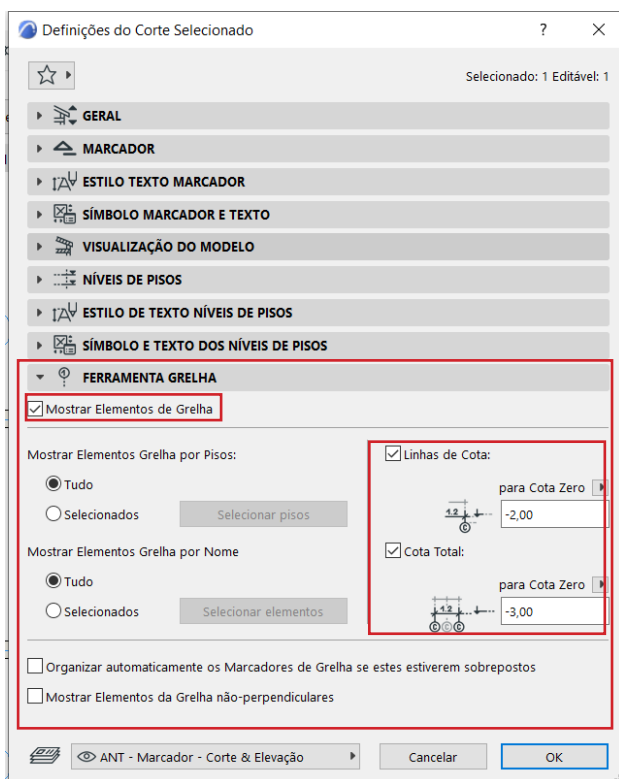 Definições do Corte Selecionado ? 
Selecionado: 1 Editável: 1
GERAL
MARCADOR
ESTILO TEXTO MARCADOR
SÍMBOLO MARCADOR E TEXTO
VISUALIZAÇÃO DO MODELO
NÍVEIS DE PISOS
ESTILO DE TEXTO NÍVEIS DE PISOS
SÍMBOLO E TEXTO DOS NÍVEIS DE PISOS
FERRAMENTA GRELHA
Mostrar Elementos de Grelha
Mostrar Elementos Grelha por Pisos:
Tudo
Selecionados Selecionar pisos
Mostrar Elementos Grelha por Nome
Tudo
Selecionados Selecionar elementos
Linhas de Cota:
para Cota Zero
1.2 -2,00
C
Cota Total:
para Cota Zero
1.2 -3,00
C C C
Organizar automaticamente os Marcadores de Grelha se estes estiverem sobrepostos
Mostrar Elementos da Grelha não-perpendiculares
ANT - Marcador - Corte & Elevação Cancelar OK